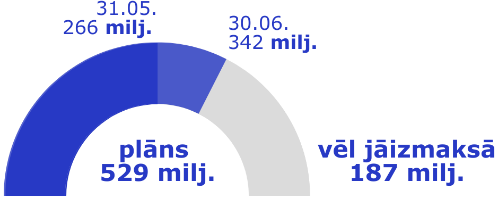 31.05.
266 milj.
30.06.
342 milj.
plāns
529 milj.
vēl jāizmaksā
187 milj.